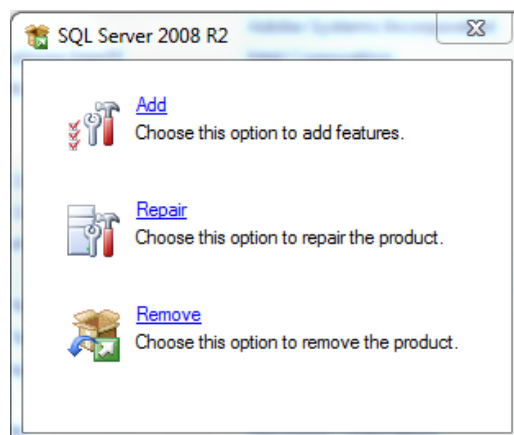 SQL Server 2008 R2
Add
Choose this option to add features.
Repair
Choose this option to repair the product.
Remove
Choose this option to remove the product.